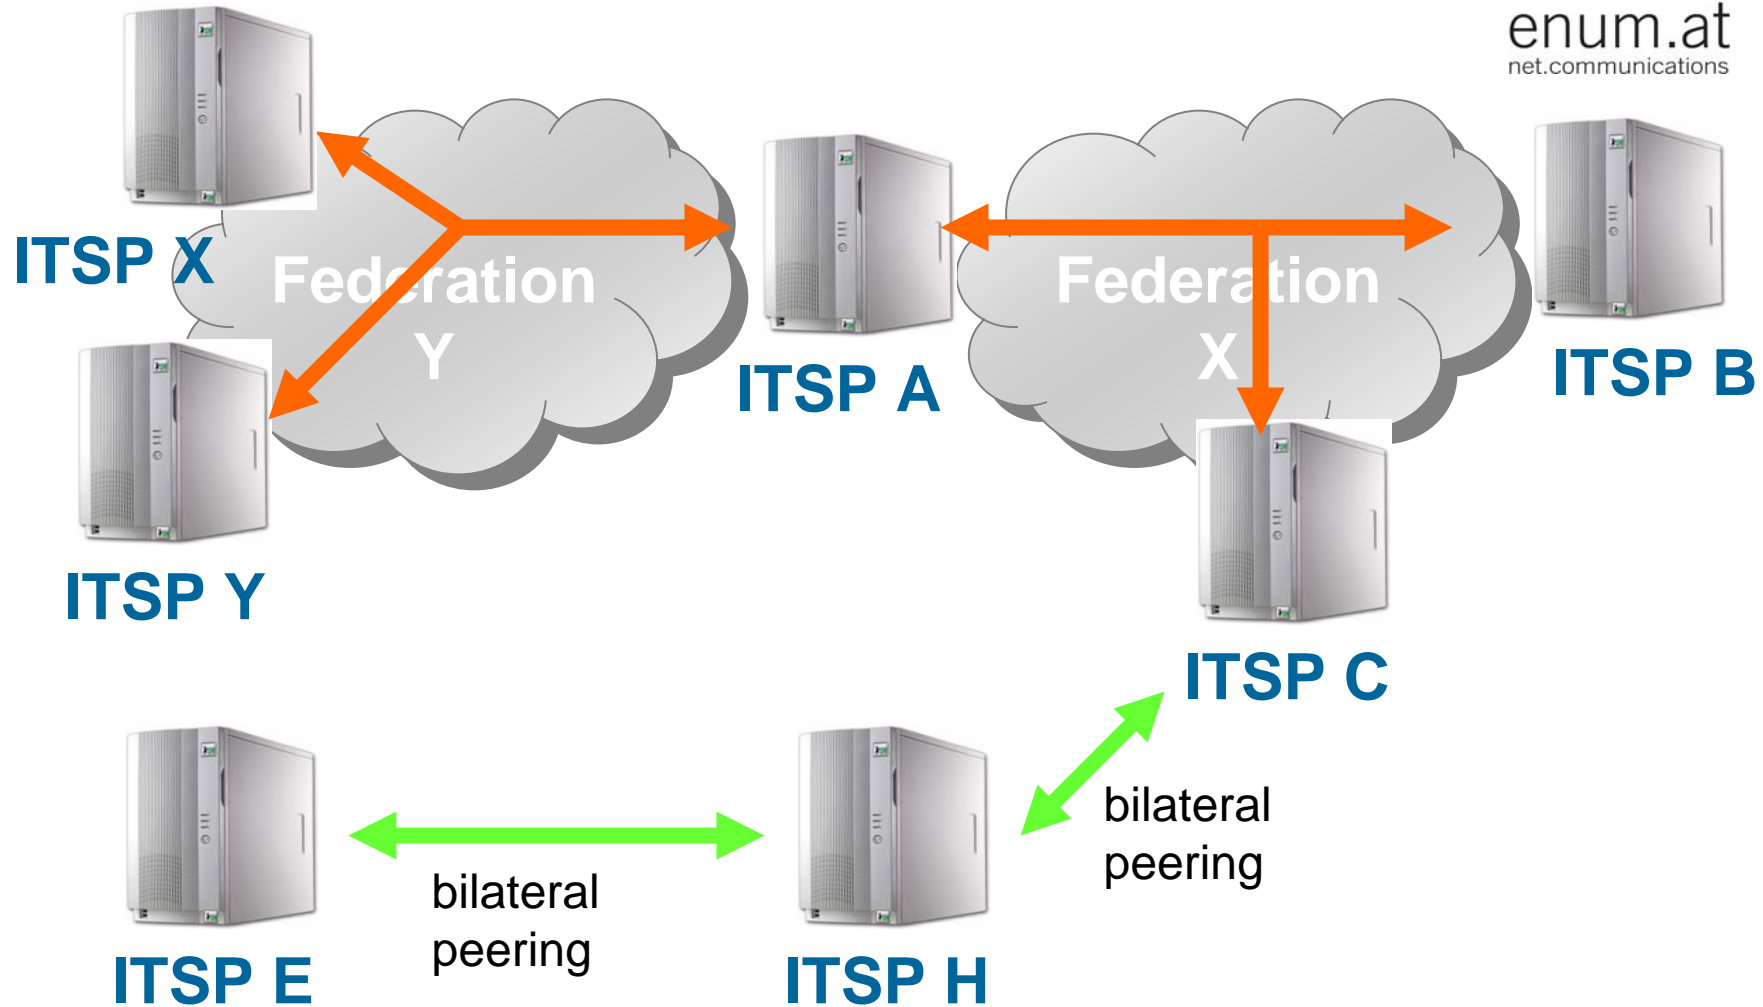 enum.at
net.communications
ITSP X
Federation
Y
ITSP A
Federation
X
ITSP B
ITSP Y
ITSP C
bilateral
peering
bilateral
peering
ITSP E
ITSP H